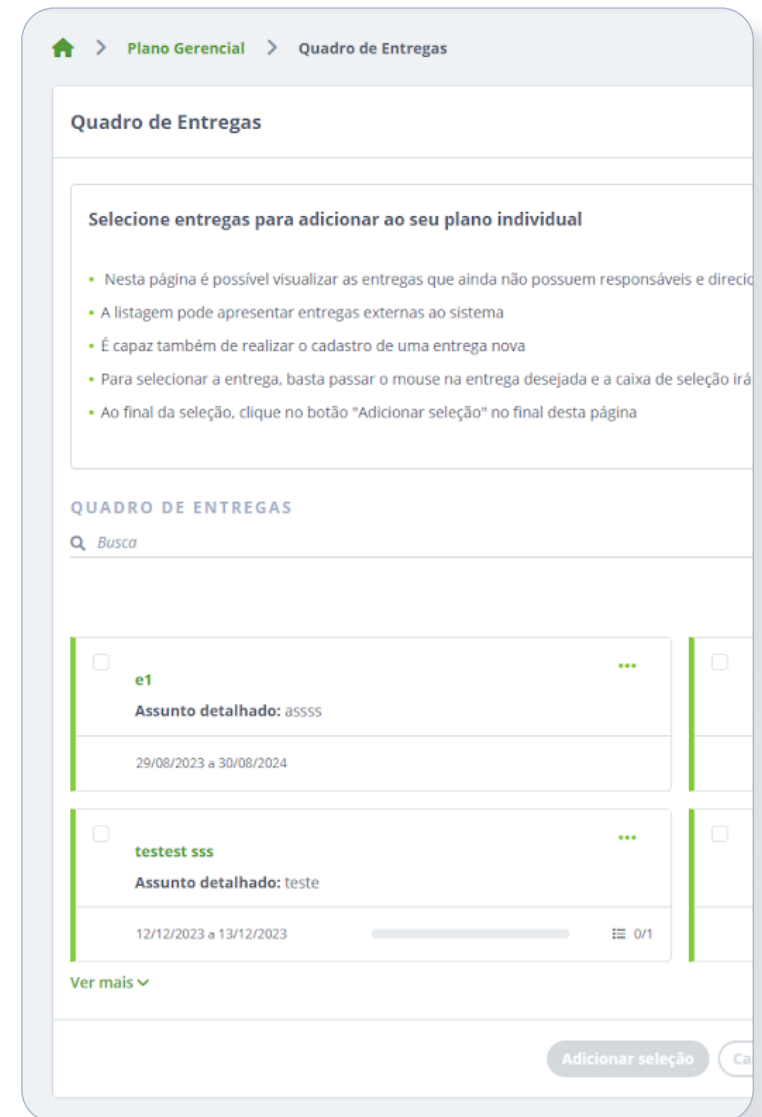 Plano Gerencial > Quadro de Entregas
Quadro de Entregas
Selecione entregas para adicionar ao seu plano individual
• Nesta página é possível visualizar as entregas que ainda não possuem responsáveis e direcio
• A listagem pode apresentar entregas externas ao sistema
• É capaz também de realizar o cadastro de uma entrega nova
• Para selecionar a entrega, basta passar o mouse na entrega desejada e a caixa de seleção irá
• Ao final da seleção, clique no botão "Adicionar seleção" no final desta página
QUADRO DE ENTREGAS
Busca
e1
Assunto detalhado: assss
29/08/2023 a 30/08/2024
testest sss
Assunto detalhado: teste
12/12/2023 a 13/12/2023 0/1
Ver mais
Adicionar seleção Ca